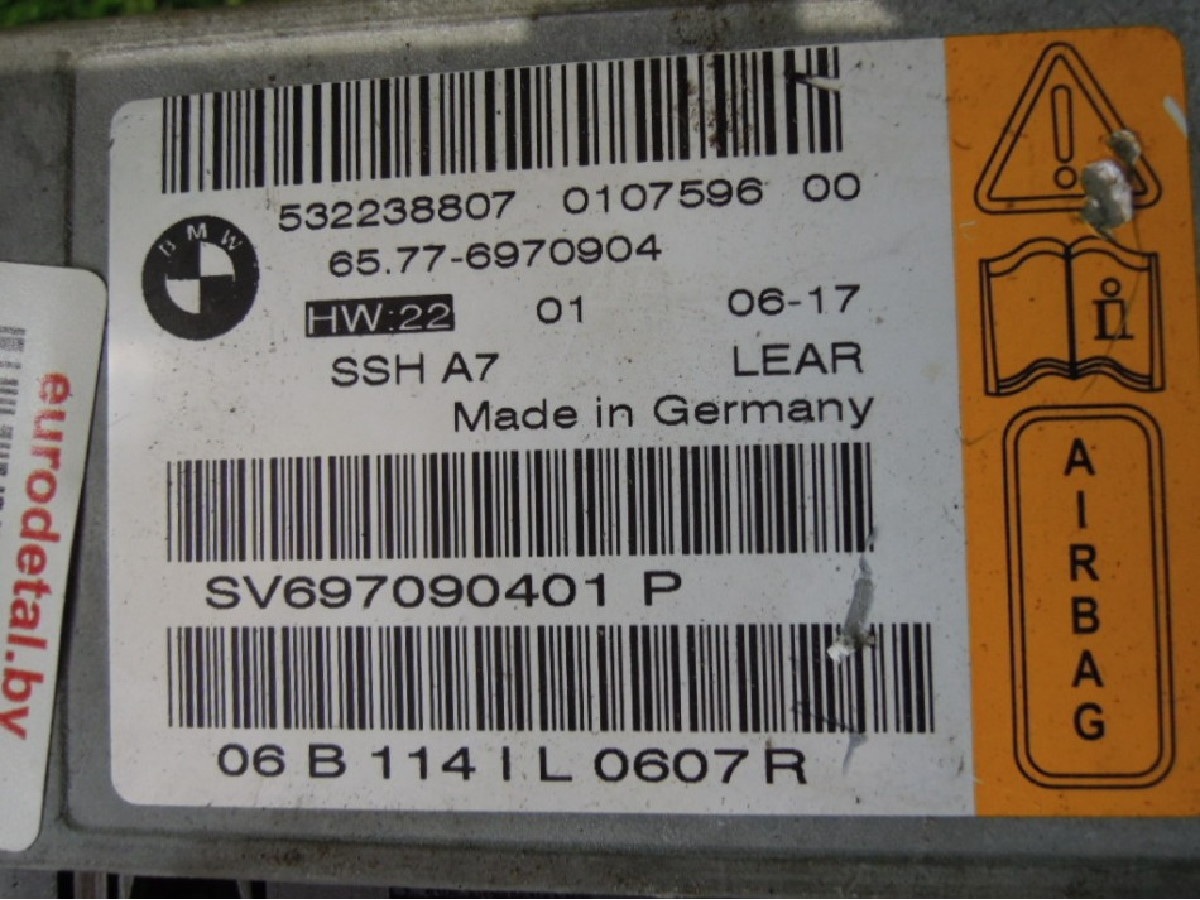 532238807 0107596 00
BMW
65.77-6970904
HW:22 01 06-17
SSH A7 LEAR
Made in Germany
SV697090401 P
06 B 114 I L 0607 R
AIRBAG
eurodetal.by